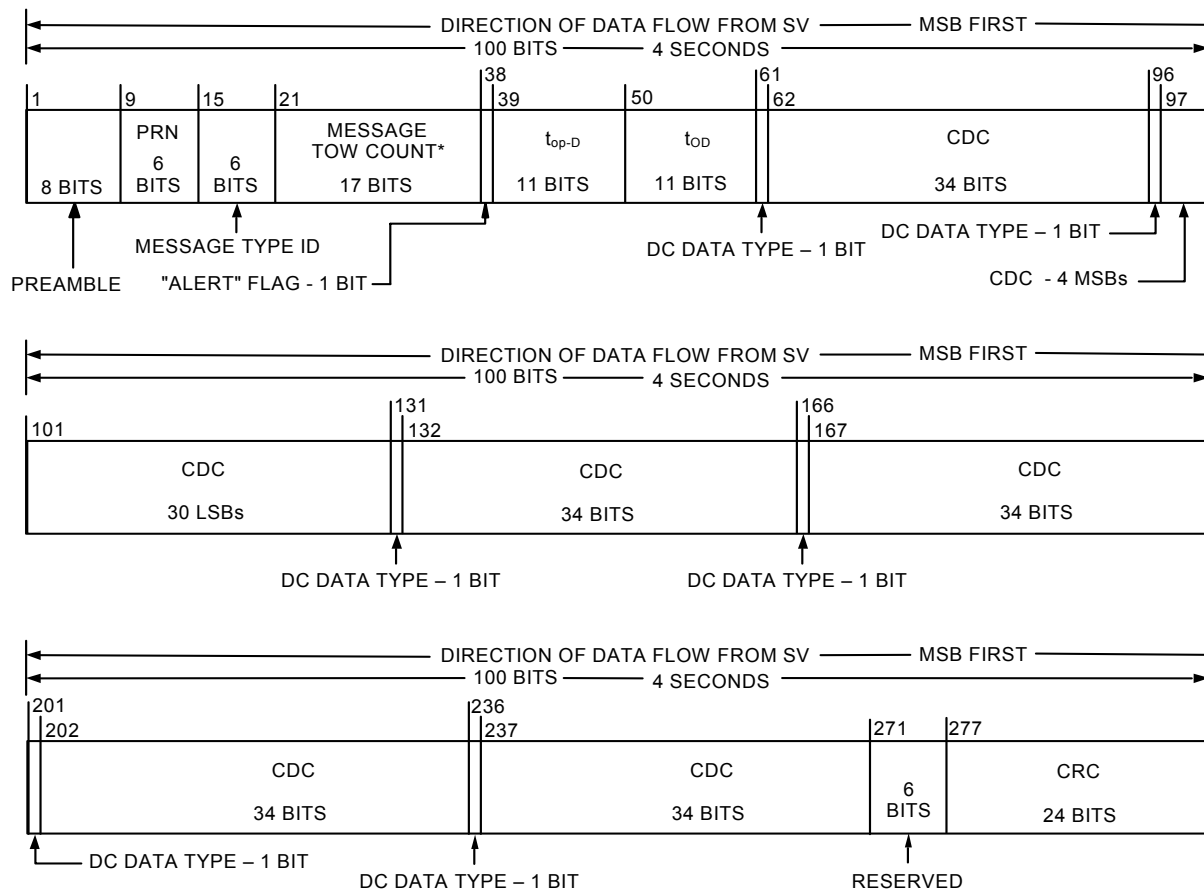 DIRECTION OF DATA FLOW FROM SV MSB FIRST
100 BITS 4 SECONDS
38 61 96
1 9 15 21 39 50 62 97
PRN MESSAGE
TOW COUNT* top-D tOD CDC
6 6
8 BITS BITS BITS 17 BITS 11 BITS 11 BITS 34 BITS
MESSAGE TYPE ID DC DATA TYPE – 1 BIT DC DATA TYPE – 1 BIT
PREAMBLE "ALERT" FLAG - 1 BIT CDC - 4 MSBs
DIRECTION OF DATA FLOW FROM SV MSB FIRST
100 BITS 4 SECONDS
131 166
101 132 167
CDC CDC CDC
30 LSBs 34 BITS 34 BITS
DC DATA TYPE – 1 BIT DC DATA TYPE – 1 BIT
DIRECTION OF DATA FLOW FROM SV MSB FIRST
100 BITS 4 SECONDS
201 236
202 237 271 277
CDC CDC CRC
6
34 BITS 34 BITS BITS 24 BITS
DC DATA TYPE – 1 BIT
DC DATA TYPE – 1 BIT RESERVED